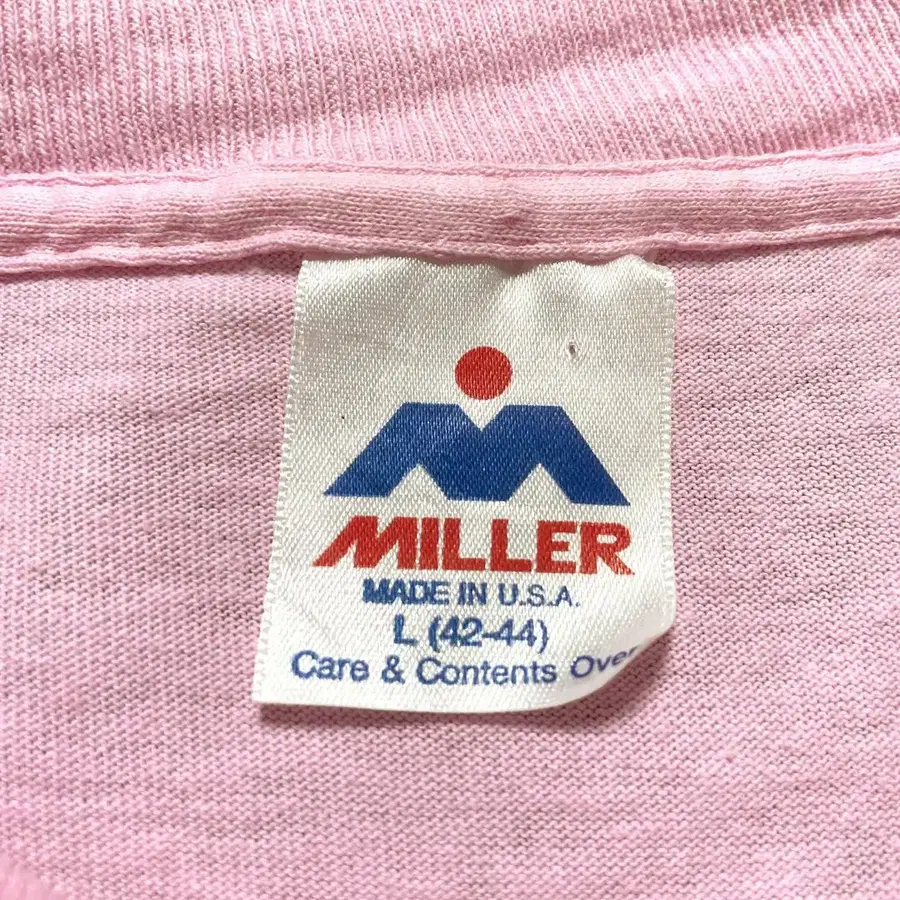 MILLER
MADE IN U.S.A.
L (42-44)
Care & Contents Over